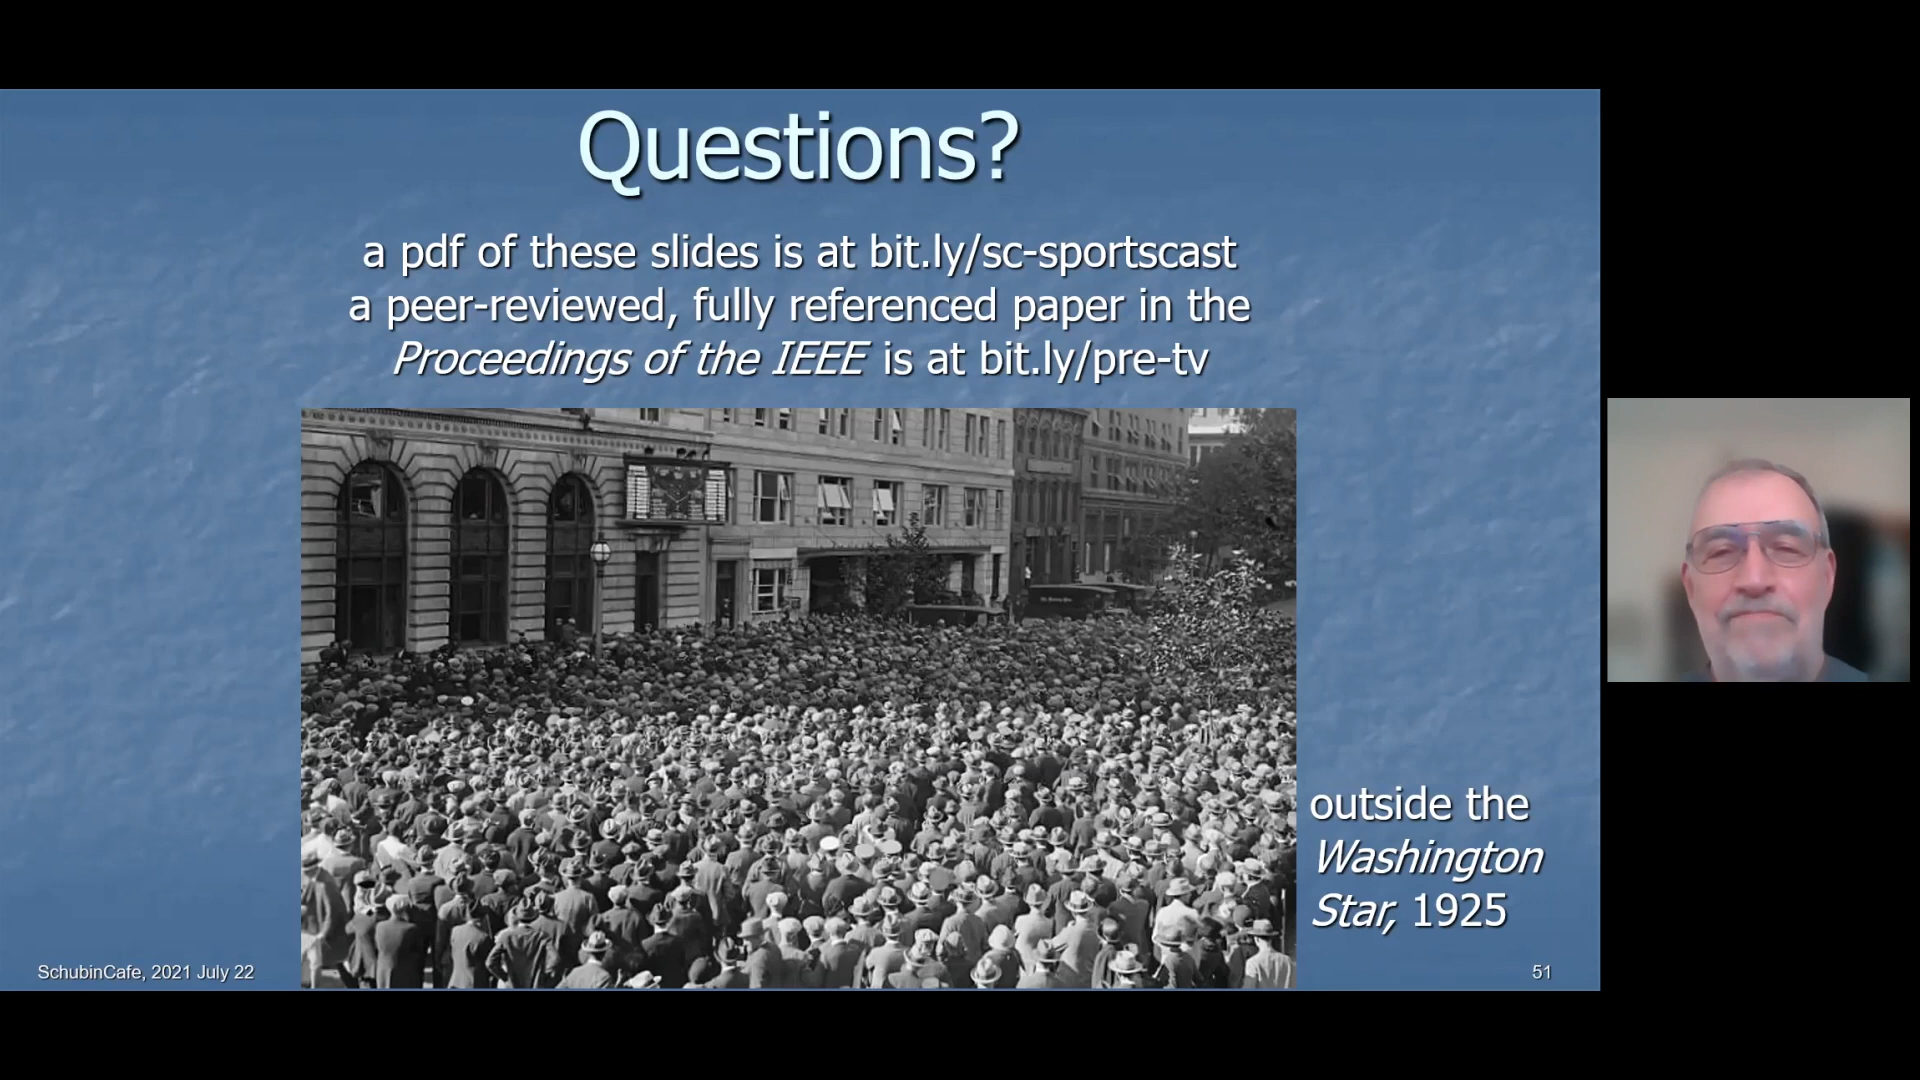 Questions?
a pdf of these slides is at bit.ly/sc-sportscast
a peer-reviewed, fully referenced paper in the
Proceedings of the IEEE is at bit.ly/pre-tv
outside the
Washington
Star, 1925
SchubinCafe, 2021 July 22
51